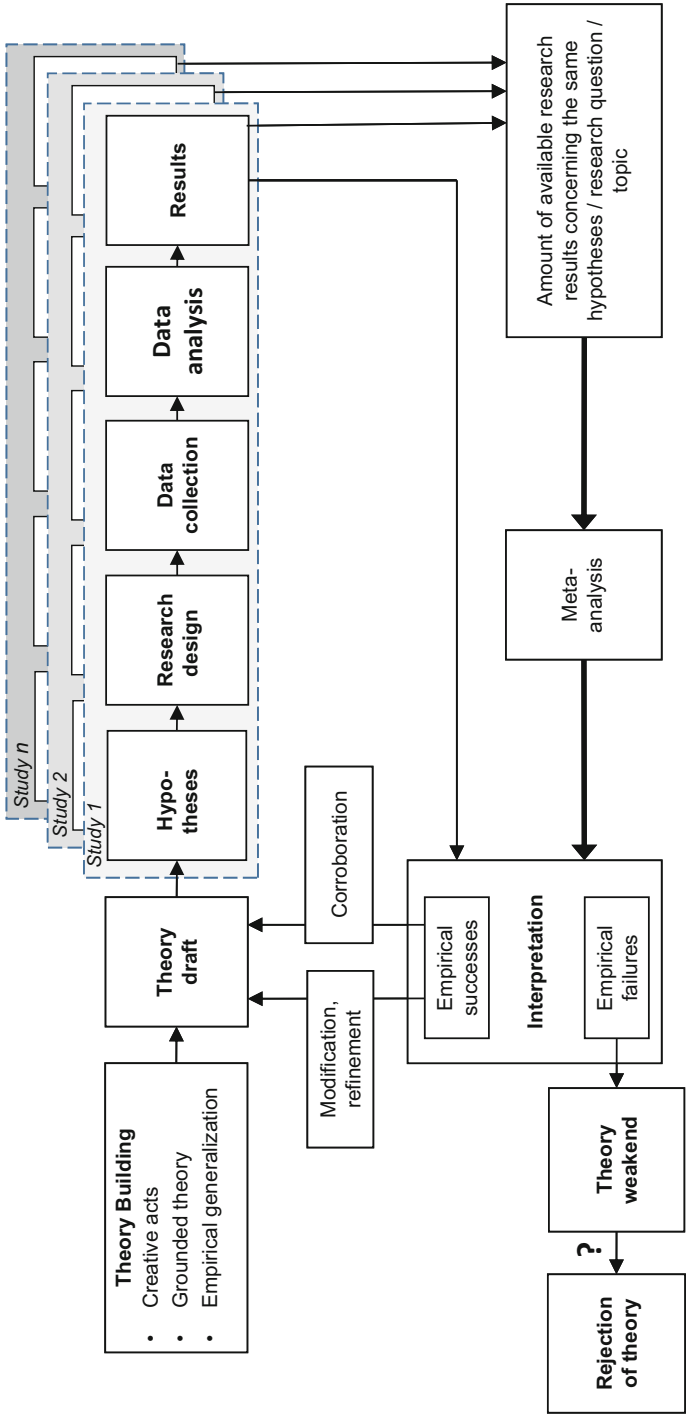 Theory Building
• Creative acts
• Grounded theory
• Empirical generalization
Theory
draft
Study 1
Study 2
Study n
Hypo-
theses
Research
design
Data
collection
Data
analysis
Results
Modification,
refinement
Corroboration
Empirical
successes
Interpretation
Empirical
failures
Meta-
analysis
Amount of available research
results concerning the same
hypotheses / research question /
topic
Theory
weakend
?
Rejection
of theory